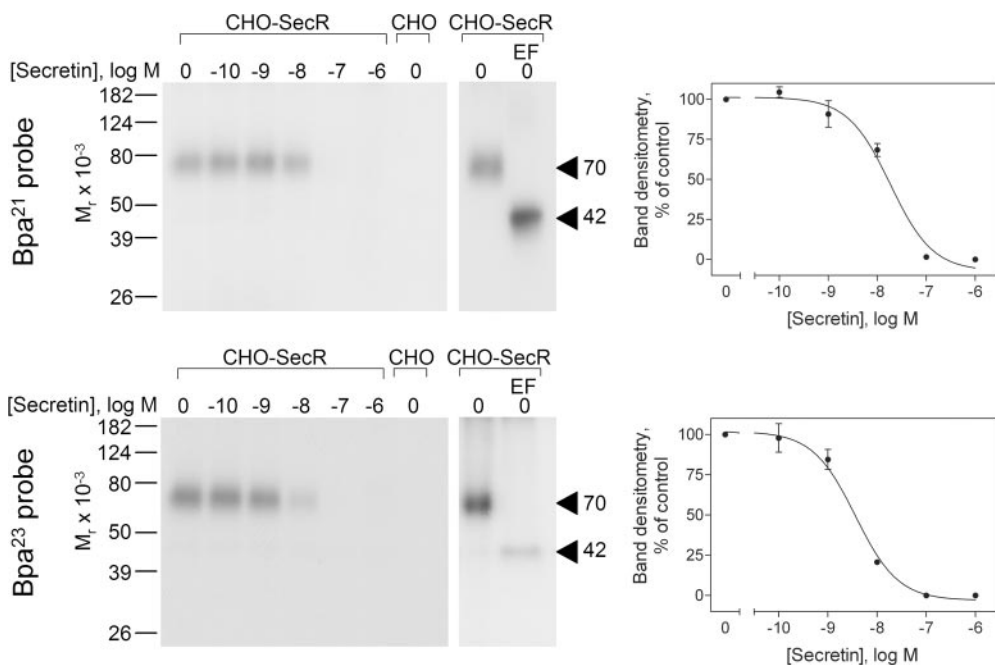 CHO-SecR CHO CHO-SecR
EF
[Secretin], log M 0 -10 -9 -8 -7 -6 0 0 0
Bpa21 probe
Mr x 10-3
182
124
80
50
39
26
70
42
Band densitometry,
% of control
100
75
50
25
0
0 -10 -9 -8 -7 -6
[Secretin], log M
CHO-SecR CHO CHO-SecR
EF
[Secretin], log M 0 -10 -9 -8 -7 -6 0 0 0
Bpa23 probe
Mr x 10-3
182
124
80
50
39
26
70
42
Band densitometry,
% of control
100
75
50
25
0
0 -10 -9 -8 -7 -6
[Secretin], log M